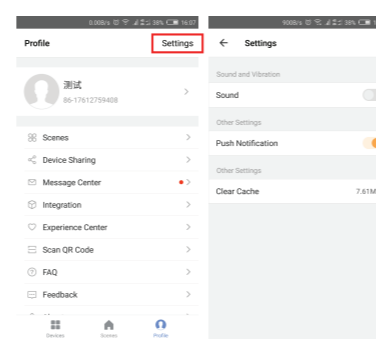 0.00B/s 38% 16:07
Profile Settings
测试
86-17612759408
Scenes
Device Sharing
Message Center
Integration
Experience Center
Scan QR Code
FAQ
Feedback
Devices Scenes Profile
900B/s 38%
Settings
Sound and Vibration
Sound
Other Settings
Push Notification
Other Settings
Clear Cache 7.61M